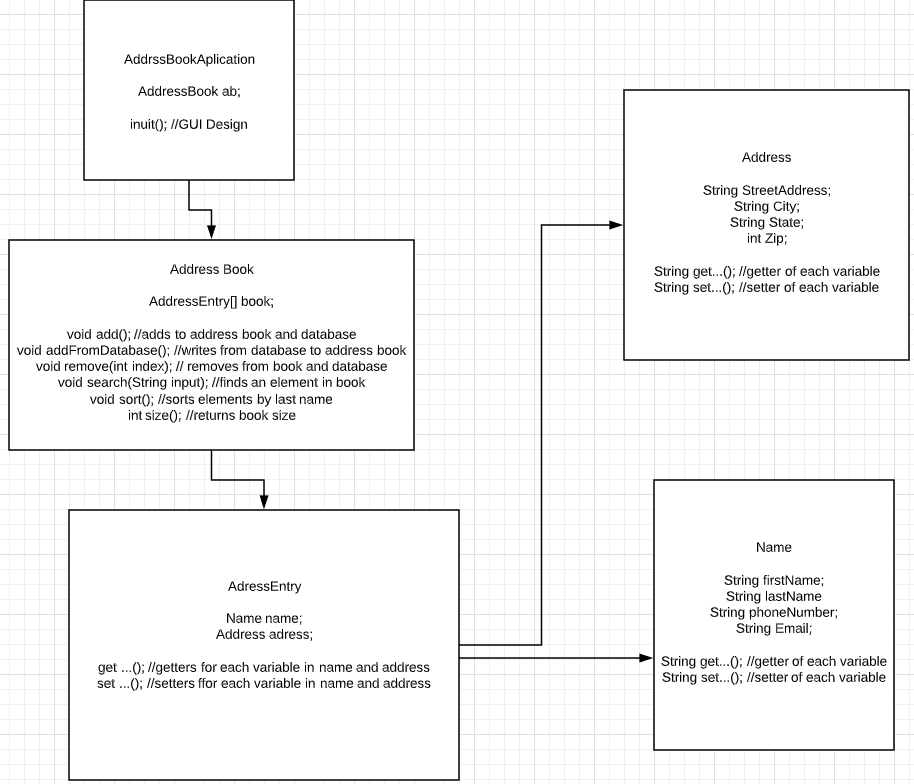 AddrssBookAplication
AddressBook ab;
inuit(); //GUI Design
Address Book
AddressEntry[] book;
void add(); //adds to address book and database
void addFromDatabase(); //writes from database to address book
void remove(int index); // removes from book and database
void search(String input); //finds an element in book
void sort(); //sorts elements by last name
int size(); //returns book size
AdressEntry
Name name;
Address adress;
get ...(); //getters for each variable in name and address
set ...(); //setters ffor each variable in name and address
Address
String StreetAddress;
String City;
String State;
int Zip;
String get...(); //getter of each variable
String set...(); //setter of each variable
Name
String firstName;
String lastName
String phoneNumber;
String Email;
String get...(); //getter of each variable
String set...(); //setter of each variable